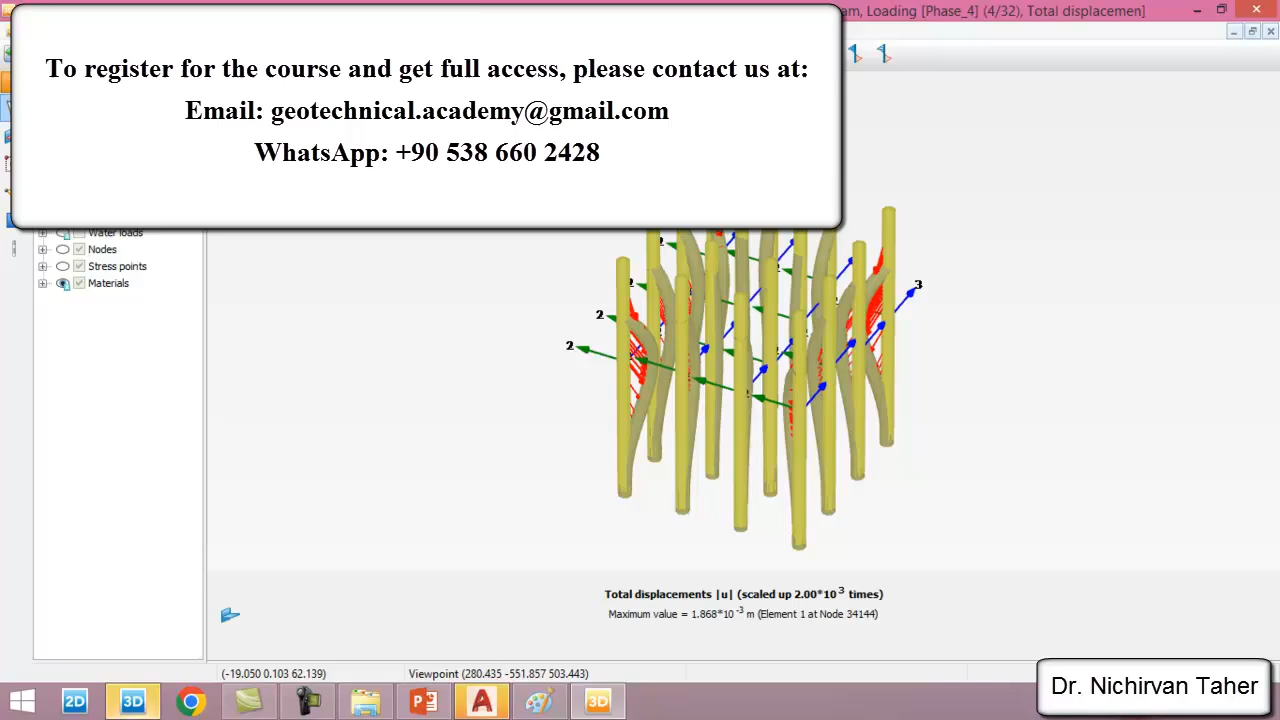 am, Loading [Phase_4] (4/32), Total displacemen]
To register for the course and get full access, please contact us at:
Email: geotechnical.academy@gmail.com
WhatsApp: +90 538 660 2428
Water loads
Nodes
Stress points
Materials
2
2
2
2
3
Total displacements |u| (scaled up 2.00*10 3 times)
Maximum value = 1.868*10 -3 m (Element 1 at Node 34144)
(-19.050 0.103 62.139)
Viewpoint (280.435 -551.857 503.443)
2D
3D
3D
Dr. Nichirvan Taher